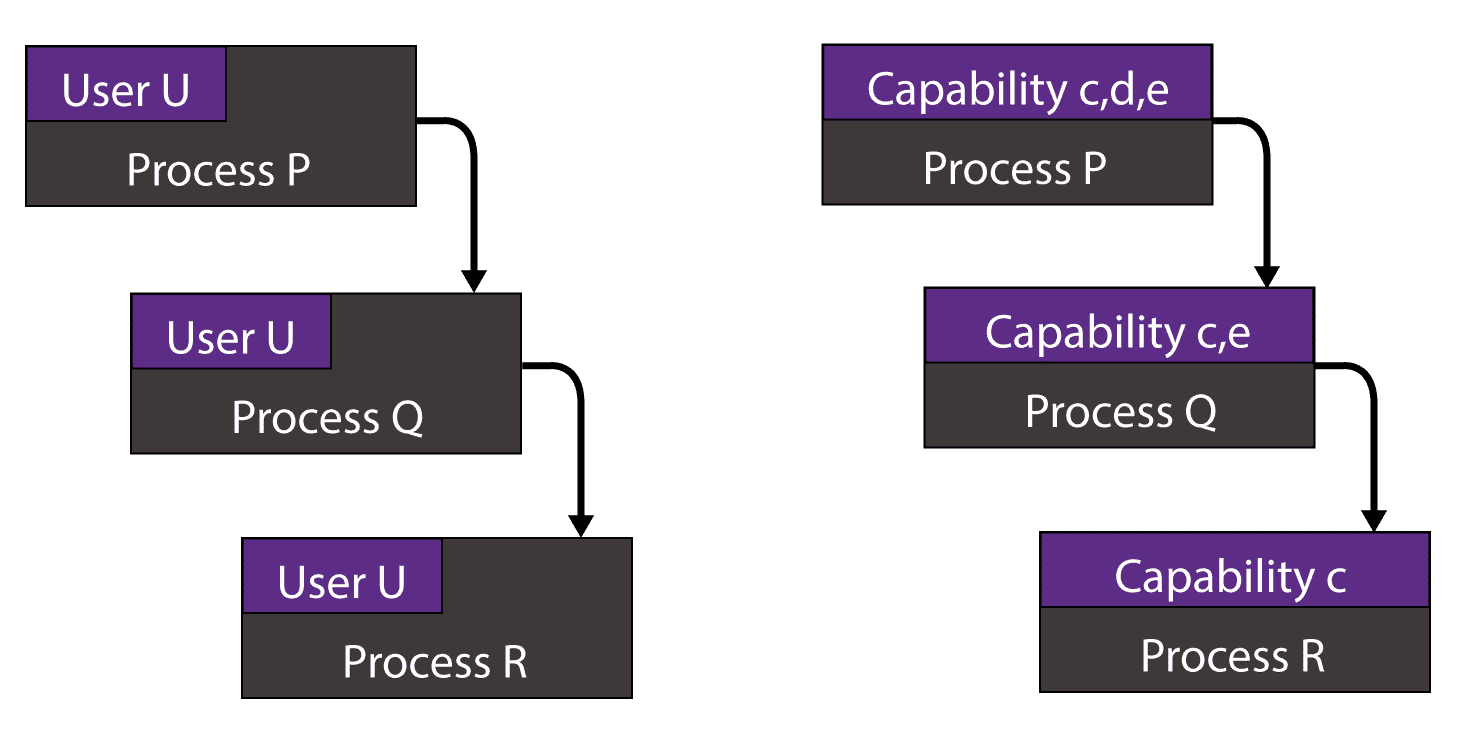 User U
Process P
User U
Process Q
User U
Process R
Capability c,d,e
Process P
Capability c,e
Process Q
Capability c
Process R